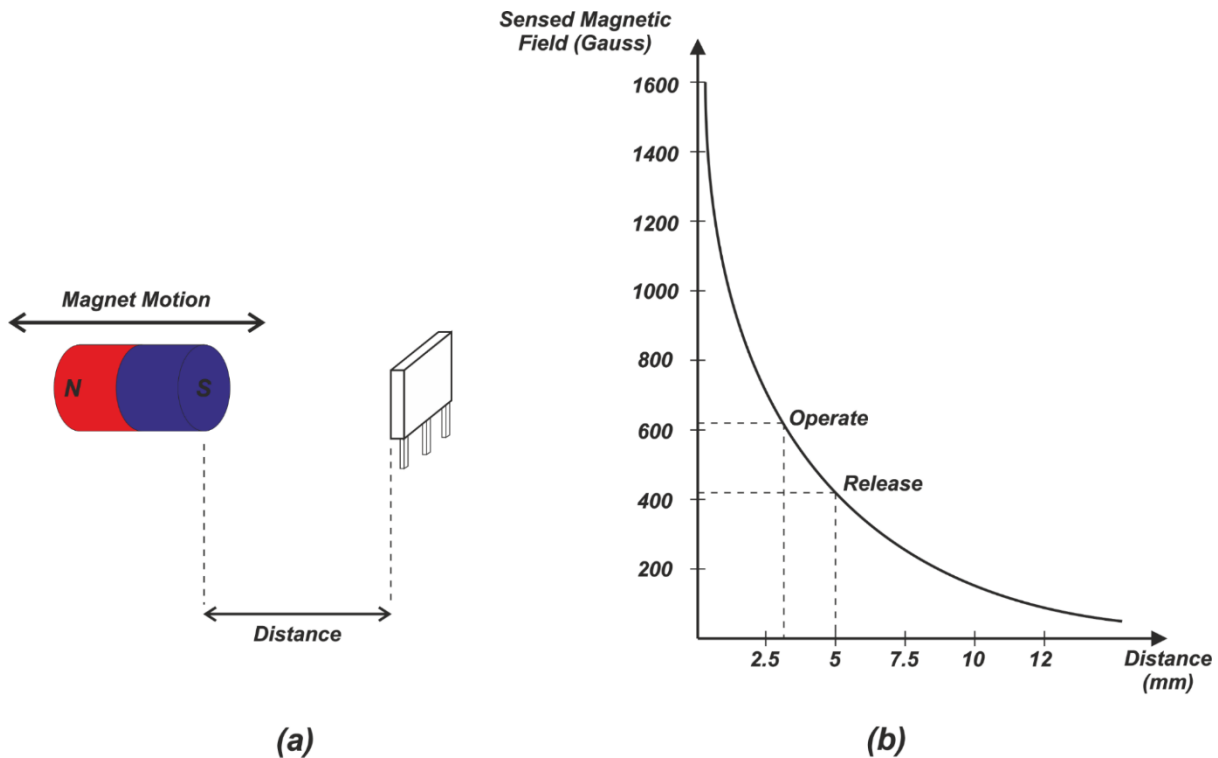 Sensed Magnetic
Field (Gauss)
1600
1400
1200
1000
800
600
400
200
Operate
Release
2.5 5 7.5 10 12
Distance
(mm)
Magnet Motion
N S
Distance
(a)
(b)